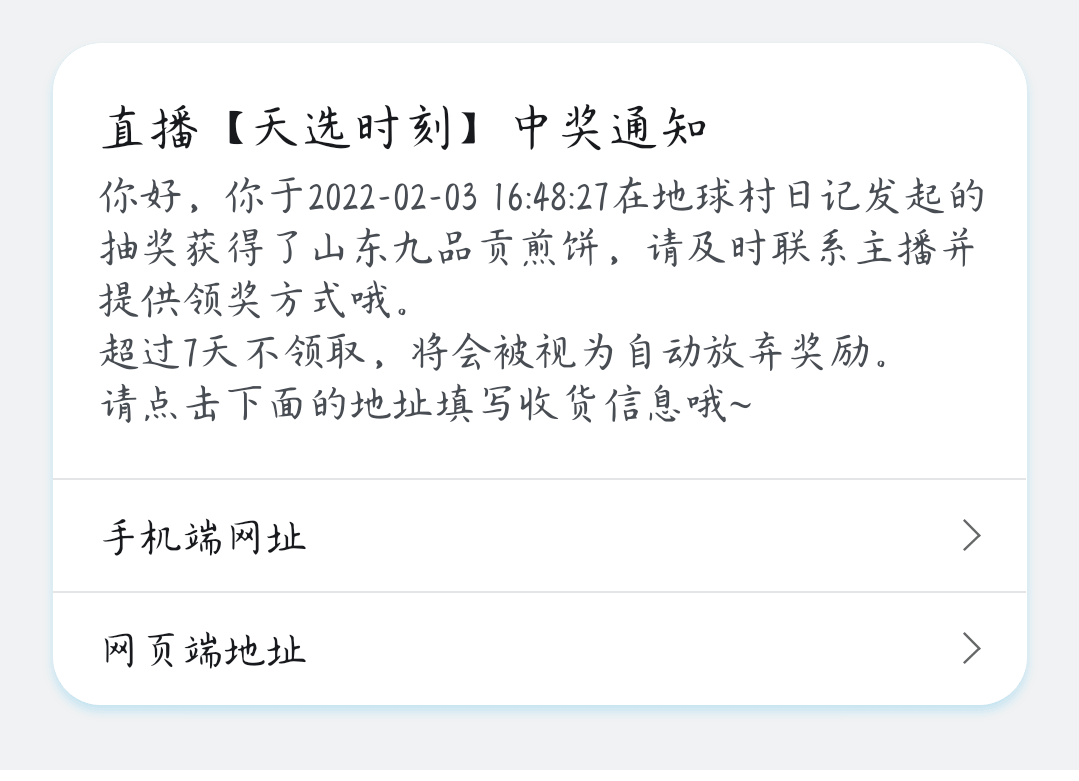 直播【天选时刻】中奖通知
你好，你于2022-02-03 16:48:27在地球村日记发起的
抽奖获得了山东九品贡煎饼，请及时联系主播并
提供领奖方式哦。
超过7天不领取，将会被视为自动放弃奖励。
请点击下面的地址填写收货信息哦~
手机端网址
网页端地址